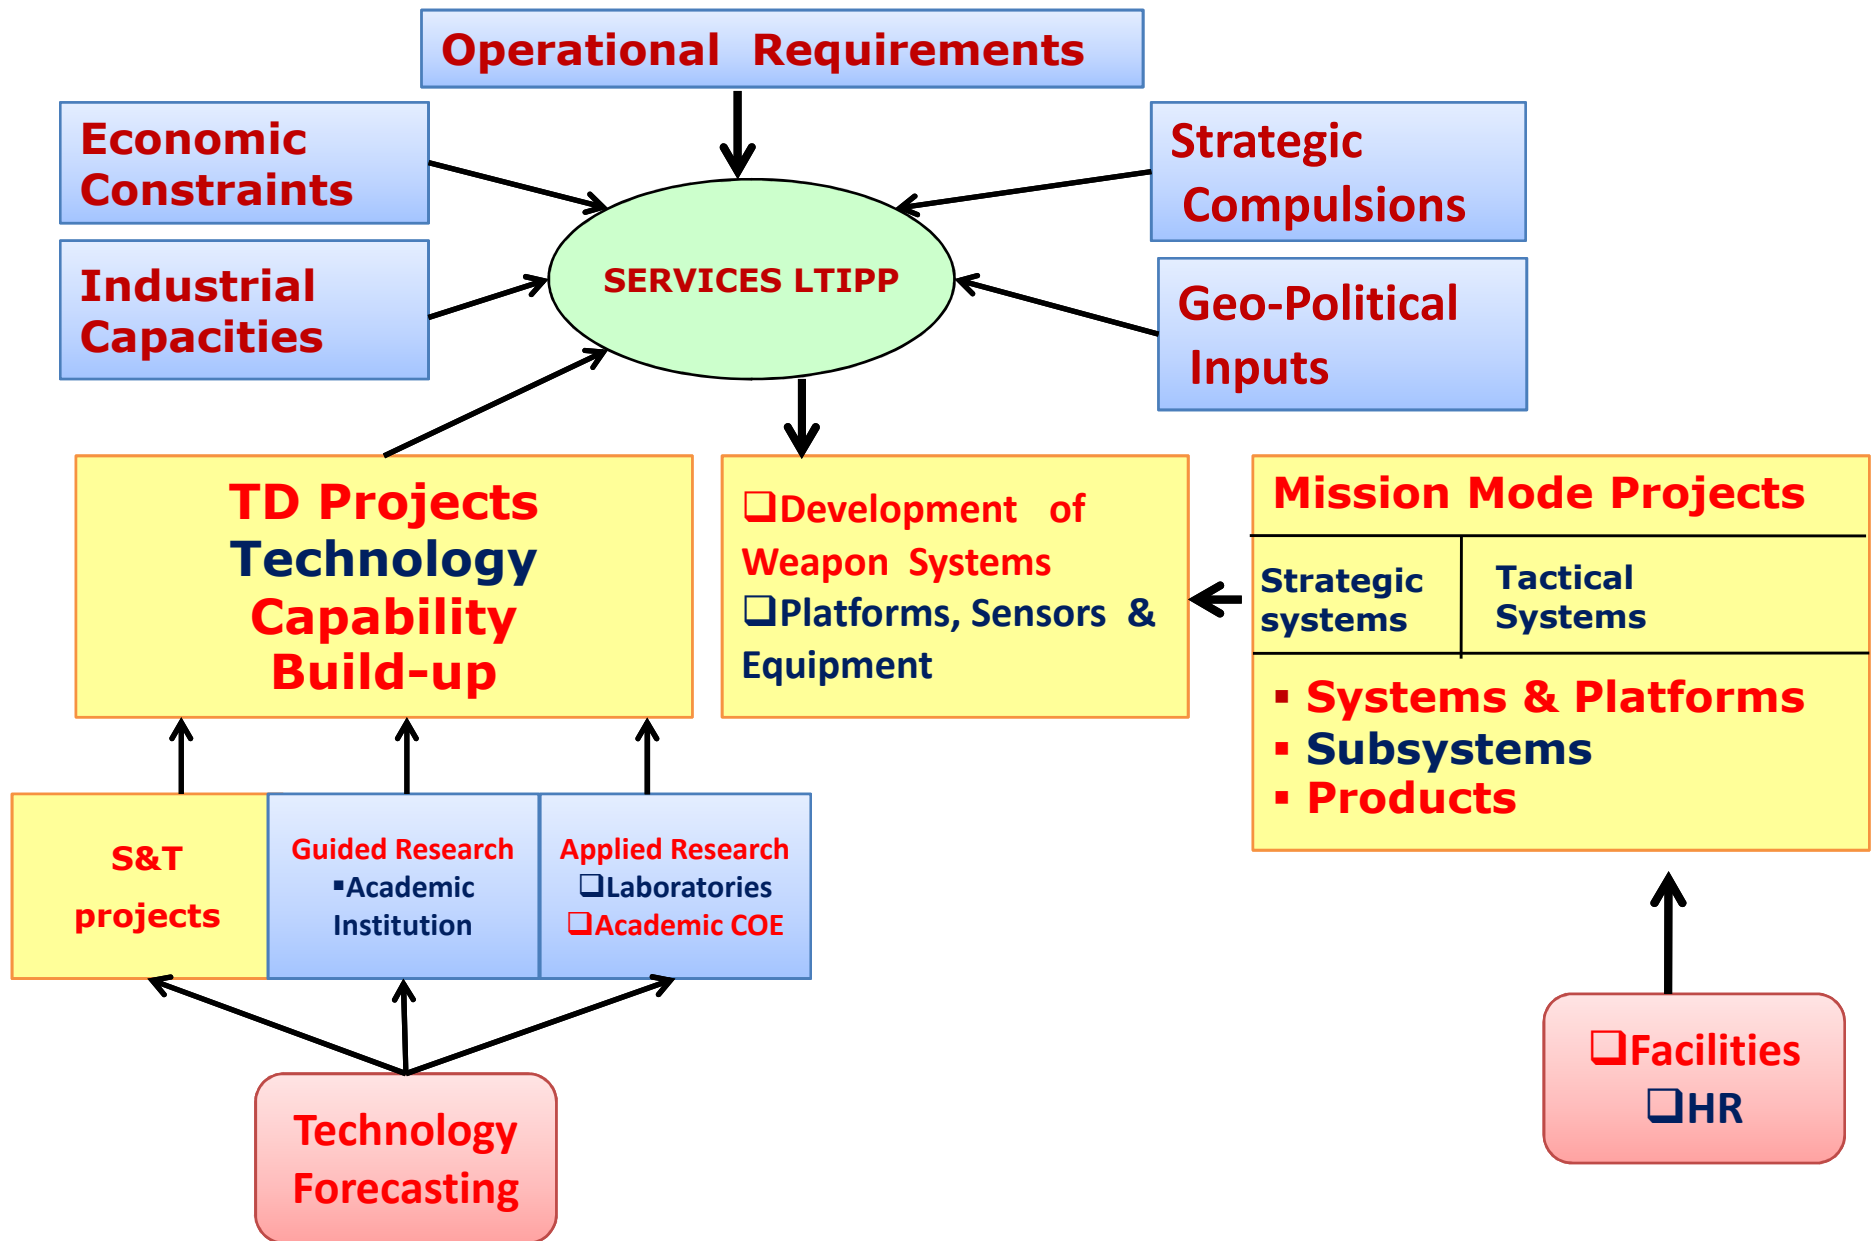 Operational Requirements
Economic
Constraints
Strategic
Compulsions
Industrial
Capacities
SERVICES LTIPP
Geo-Political
Inputs
TD Projects
Technology
Capability
Build-up
❑Development of
Weapon Systems
❑Platforms, Sensors &
Equipment
Mission Mode Projects
Strategic
systems
Tactical
Systems
▪ Systems & Platforms
▪ Subsystems
▪ Products
S&T
projects
Guided Research
▪Academic
Institution
Applied Research
❑Laboratories
❑Academic COE
Technology
Forecasting
❑Facilities
❑HR